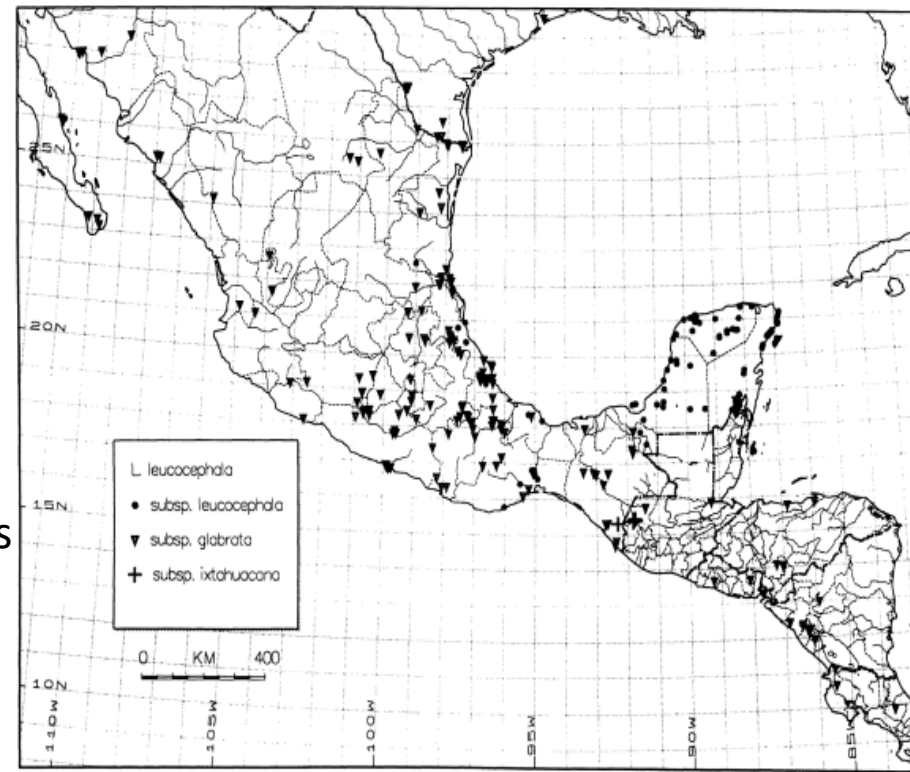 25N
20N
L leucocephala
subsp. leucocephala
subsp. glabrata
subsp. ixtahuacana
15N
s
0 KM 400
10N
110W
105W
100W
95W
90W
85W